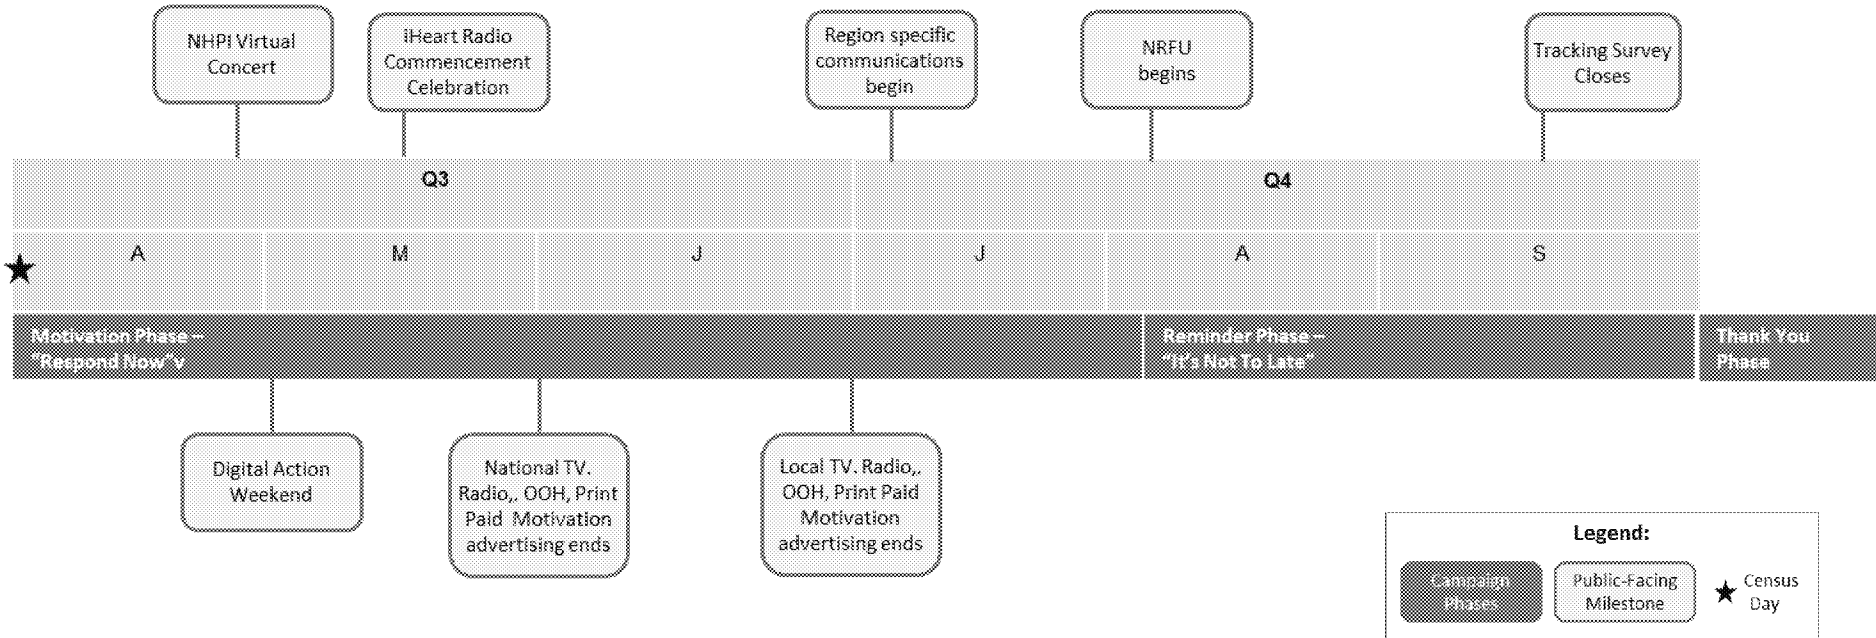 NHPI Virtual
Concert
iHeart Radio
Commencement
Celebration
Region specific
communications
begin
NRFU
begins
Tracking Survey
Closes
Q3
Q4
A
M
J
J
A
S
Motivation Phase –
"Respond Now"v
Reminder Phase –
"It's Not To Late"
Thank You
Phase
Digital Action
Weekend
National TV.
Radio,. OOH, Print
Paid Motivation
advertising ends
Local TV. Radio,.
OOH, Print Paid
Motivation
advertising ends
Legend:
Campaign
Phases
Public-Facing
Milestone
Census
Day